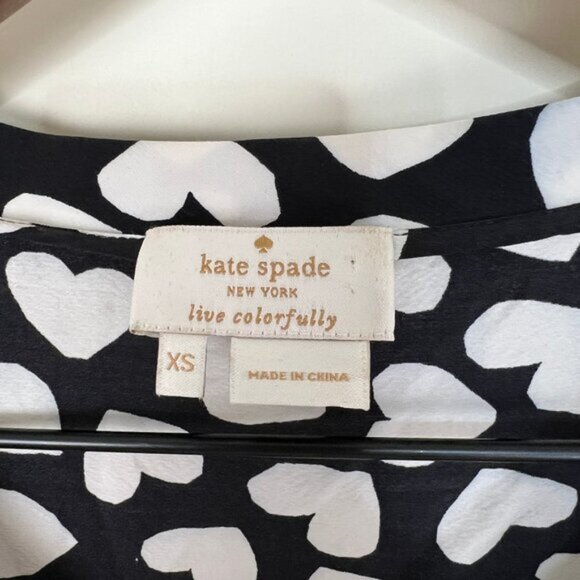 kate spade
NEW YORK
live colorfully
XS
MADE IN CHINA